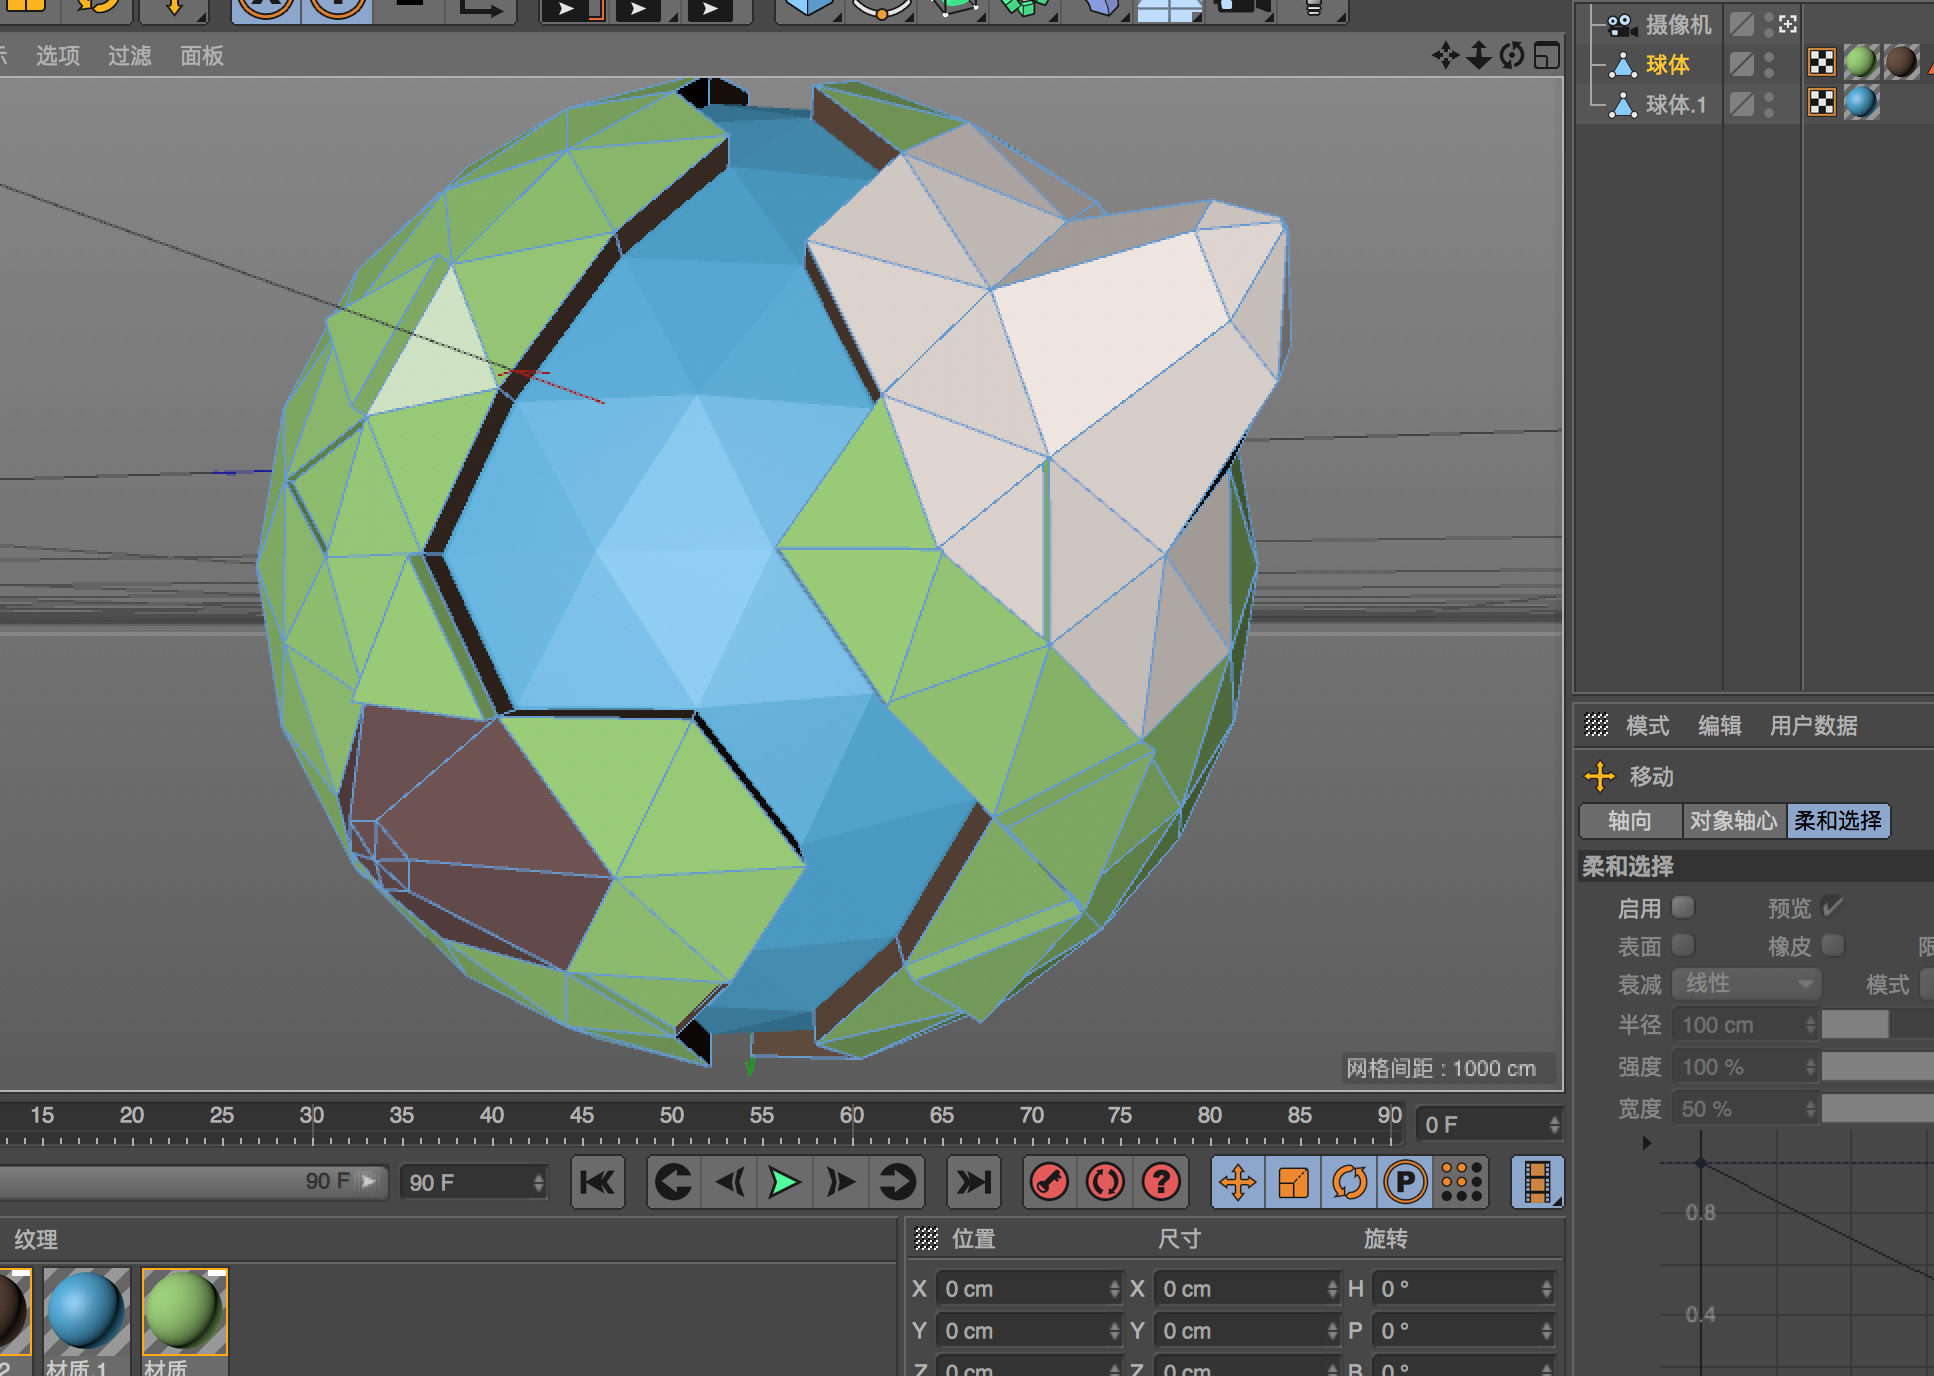 选项 过滤 面板
摄像机
球体
球体.1
网格间距 : 1000 cm
模式 编辑 用户数据
移动
轴向 对象轴心 柔和选择
柔和选择
启用 预览
表面 橡皮 限
衰减 线性 模式
半径 100 cm
强度 100 %
宽度 50 %
0.8
0.4
15 20 25 30 35 40 45 50 55 60 65 70 75 80 85 90 0 F
90 F 90 F
P
?
纹理
位置 尺寸 旋转
X 0 cm X 0 cm H 0 °
Y 0 cm Y 0 cm P 0 °
Z 0 cm Z 0 cm B 0 °
2 材质.1 材质